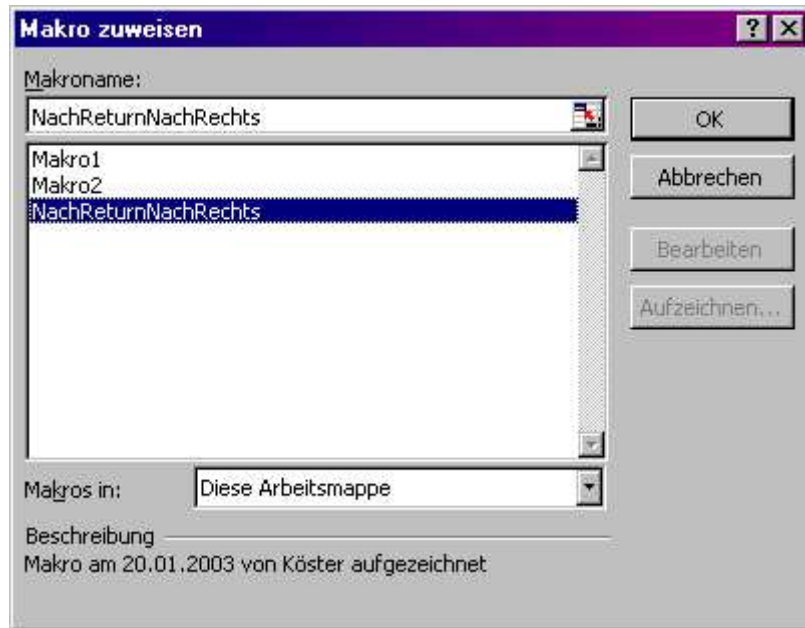 Makro zuweisen
Makroname:
NachReturnNachRechts
OK
Makro1
Makro2
NachReturnNachRechts
Abbrechen
Bearbeiten
Aufzeichnen...
Makros in:
Diese Arbeitsmappe
Beschreibung
Makro am 20.01.2003 von Köster aufgezeichnet